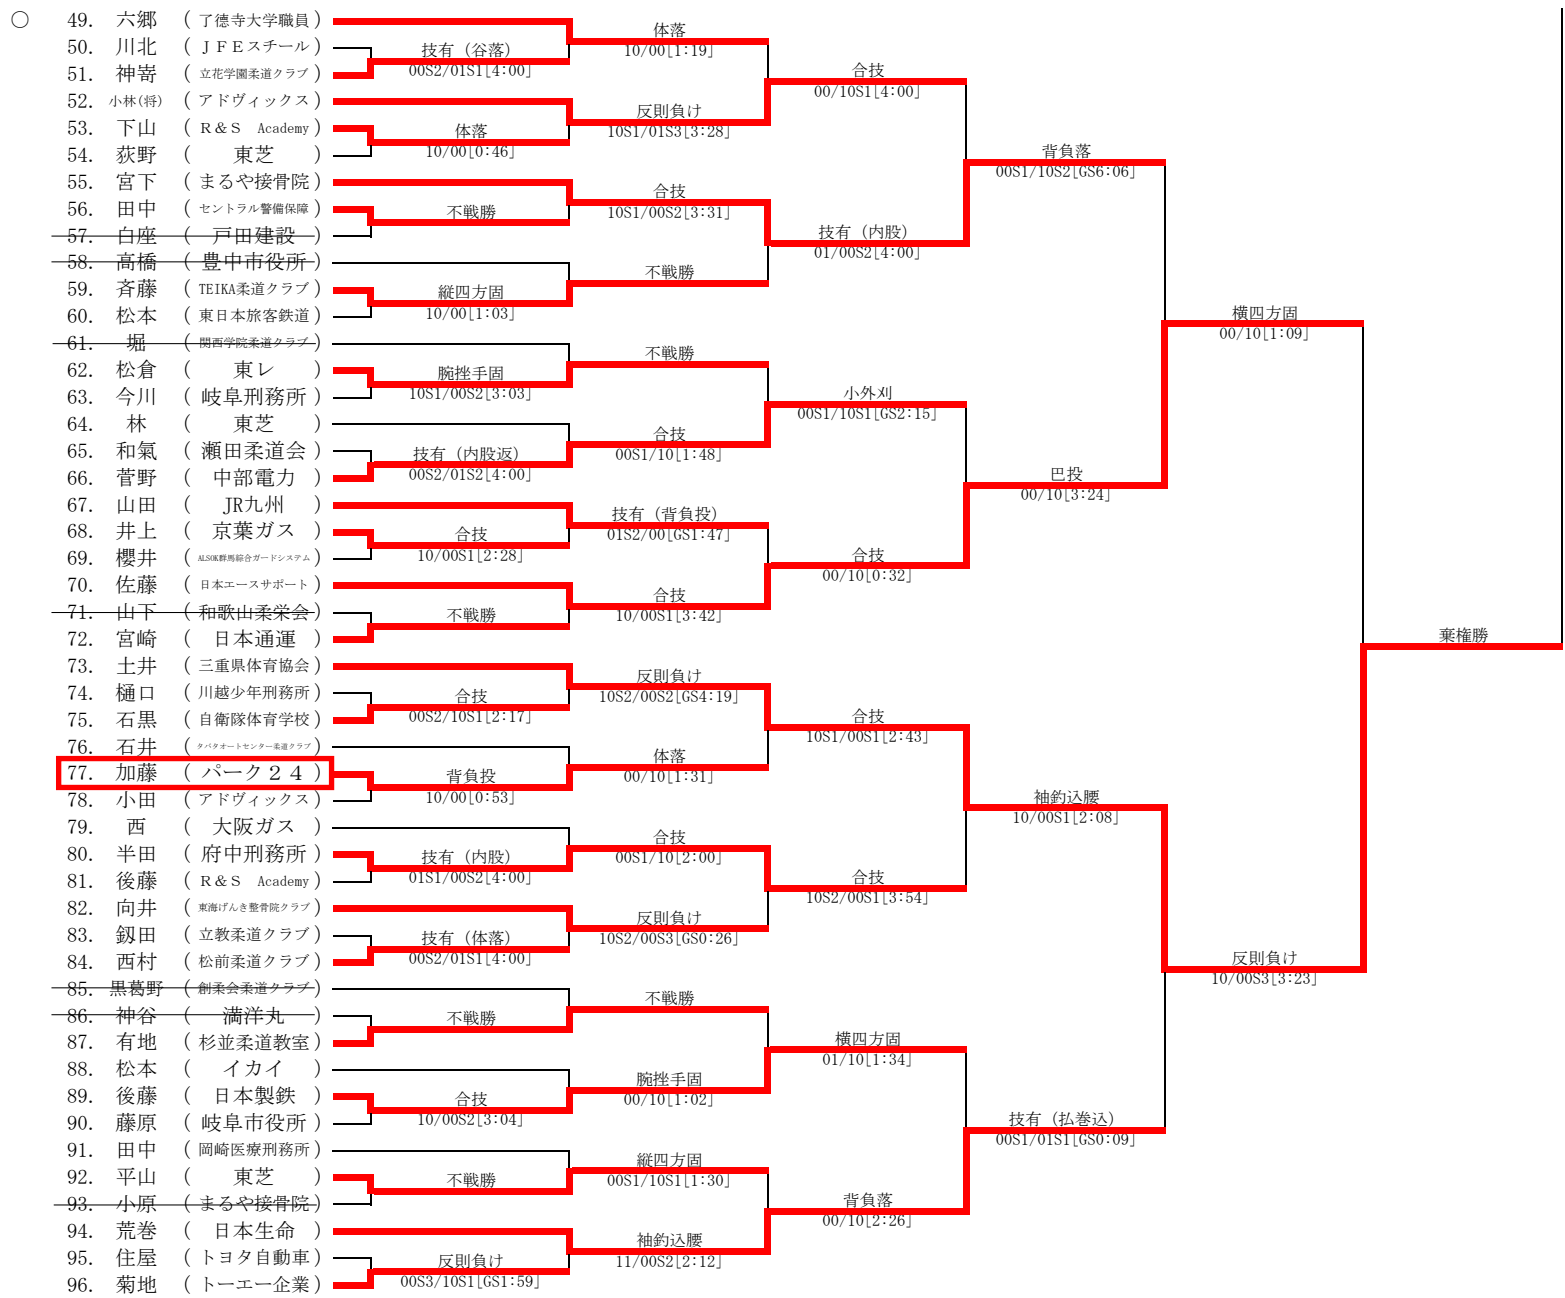 ○ 49. 六郷 ( 了徳寺大学職員 )
50. 川北 ( ＪＦＥスチール )
51. 神嵜 ( 立花学園柔道クラブ )
52. 小林(将) ( アドヴィックス )
53. 下山 ( Ｒ＆Ｓ Academy )
54. 荻野 ( 東芝 )
55. 宮下 ( まるや接骨院 )
56. 田中 ( セントラル警備保障 )
57. 白座 ( 戸田建設 )
58. 高橋 ( 豊中市役所 )
59. 斉藤 ( TEIKA柔道クラブ )
60. 松本 ( 東日本旅客鉄道 )
61. 堀 ( 関西学院柔道クラブ )
62. 松倉 ( 東レ )
63. 今川 ( 岐阜刑務所 )
64. 林 ( 東芝 )
65. 和氣 ( 瀬田柔道会 )
66. 菅野 ( 中部電力 )
67. 山田 ( JR九州 )
68. 井上 ( 京葉ガス )
69. 櫻井 ( ALSOK群馬綜合ガードシステム )
70. 佐藤 ( 日本エースサポート )
71. 山下 ( 和歌山柔栄会 )
72. 宮崎 ( 日本通運 )
73. 土井 ( 三重県体育協会 )
74. 樋口 ( 川越少年刑務所 )
75. 石黒 ( 自衛隊体育学校 )
76. 石井 ( タバタオートセンター柔道クラブ )
77. 加藤 ( パーク２４ )
78. 小田 ( アドヴィックス )
79. 西 ( 大阪ガス )
80. 半田 ( 府中刑務所 )
81. 後藤 ( Ｒ＆Ｓ Academy )
82. 向井 ( 東海げんき整骨院クラブ )
83. 釼田 ( 立教柔道クラブ )
84. 西村 ( 松前柔道クラブ )
85. 黒葛野 ( 創柔会柔道クラブ )
86. 神谷 ( 満洋丸 )
87. 有地 ( 杉並柔道教室 )
88. 松本 ( イカイ )
89. 後藤 ( 日本製鉄 )
90. 藤原 ( 岐阜市役所 )
91. 田中 ( 岡崎医療刑務所 )
92. 平山 ( 東芝 )
93. 小原 ( まるや接骨院 )
94. 荒巻 ( 日本生命 )
95. 住屋 ( トヨタ自動車 )
96. 菊地 ( トーエー企業 )
技有（谷落）
00S2/01S1[4:00]
体落
10/00[0:46]
不戦勝
縦四方固
10/00[1:03]
腕挫手固
10S1/00S2[3:03]
技有（内股返）
00S2/01S2[4:00]
合技
10/00S1[2:28]
不戦勝
合技
00S2/10S1[2:17]
背負投
10/00[0:53]
技有（内股）
01S1/00S2[4:00]
技有（体落）
00S2/01S1[4:00]
不戦勝
合技
10/00S2[3:04]
不戦勝
反則負け
00S3/10S1[GS1:59]
体落
10/00[1:19]
反則負け
10S1/01S3[3:28]
合技
10S1/00S2[3:31]
不戦勝
不戦勝
合技
00S1/10[1:48]
技有（背負投）
01S2/00[GS1:47]
合技
10/00S1[3:42]
反則負け
10S2/00S2[GS4:19]
体落
00/10[1:31]
合技
00S1/10[2:00]
反則負け
10S2/00S3[GS0:26]
不戦勝
腕挫手固
00/10[1:02]
縦四方固
00S1/10S1[1:30]
袖釣込腰
11/00S2[2:12]
合技
00/10S1[4:00]
技有（内股）
01/00S2[4:00]
小外刈
00S1/10S1[GS2:15]
合技
00/10[0:32]
合技
10S1/00S1[2:43]
合技
10S2/00S1[3:54]
横四方固
01/10[1:34]
背負落
00/10[2:26]
背負落
00S1/10S2[GS6:06]
巴投
00/10[3:24]
袖釣込腰
10/00S1[2:08]
技有（払巻込）
00S1/01S1[GS0:09]
横四方固
00/10[1:09]
反則負け
10/00S3[3:23]
棄権勝